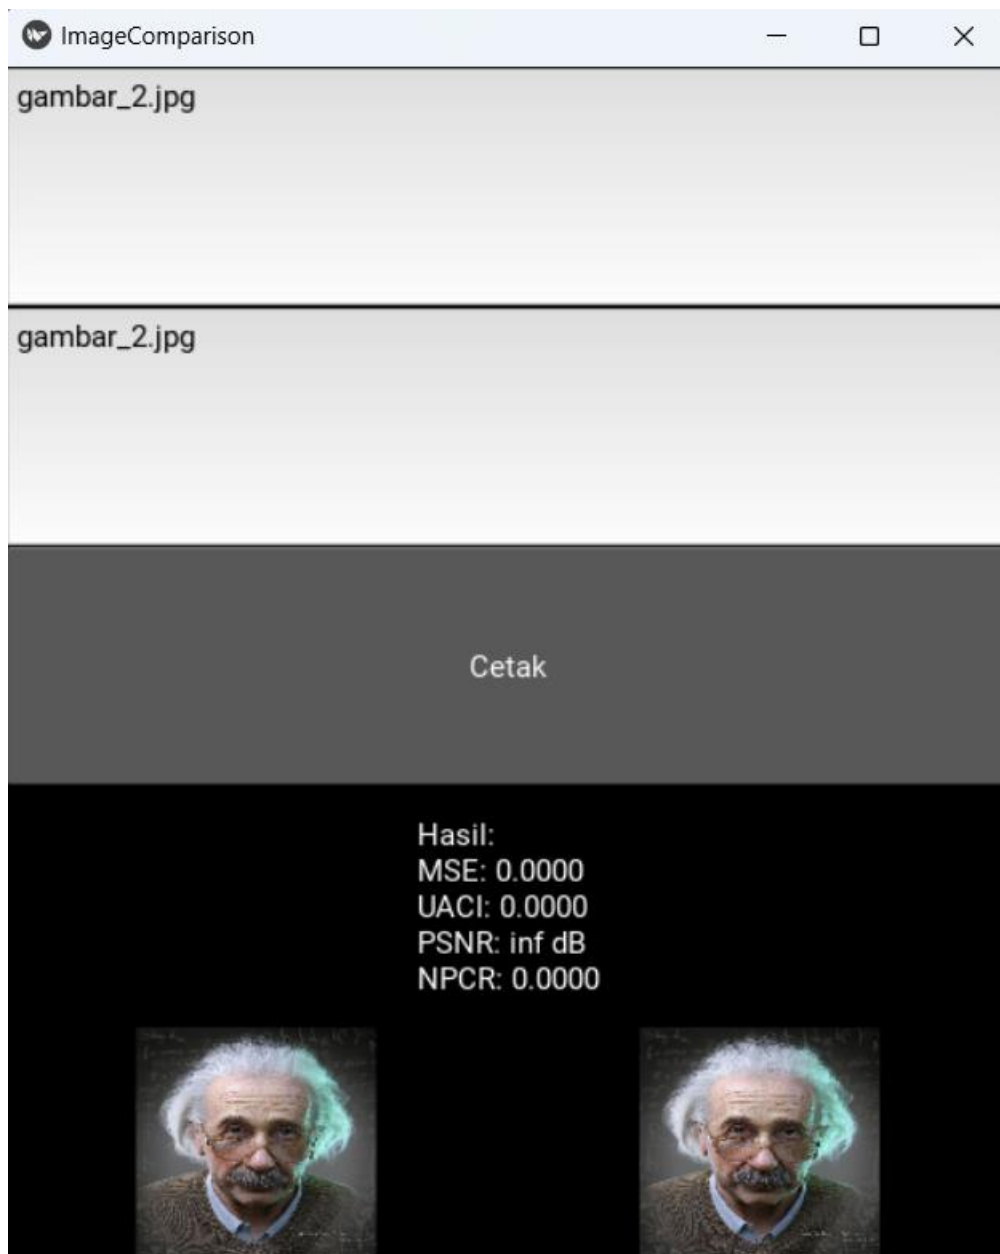 ImageComparison
gambar_2.jpg
gambar_2.jpg
Cetak
Hasil:
MSE: 0.0000
UACI: 0.0000
PSNR: inf dB
NPCR: 0.0000